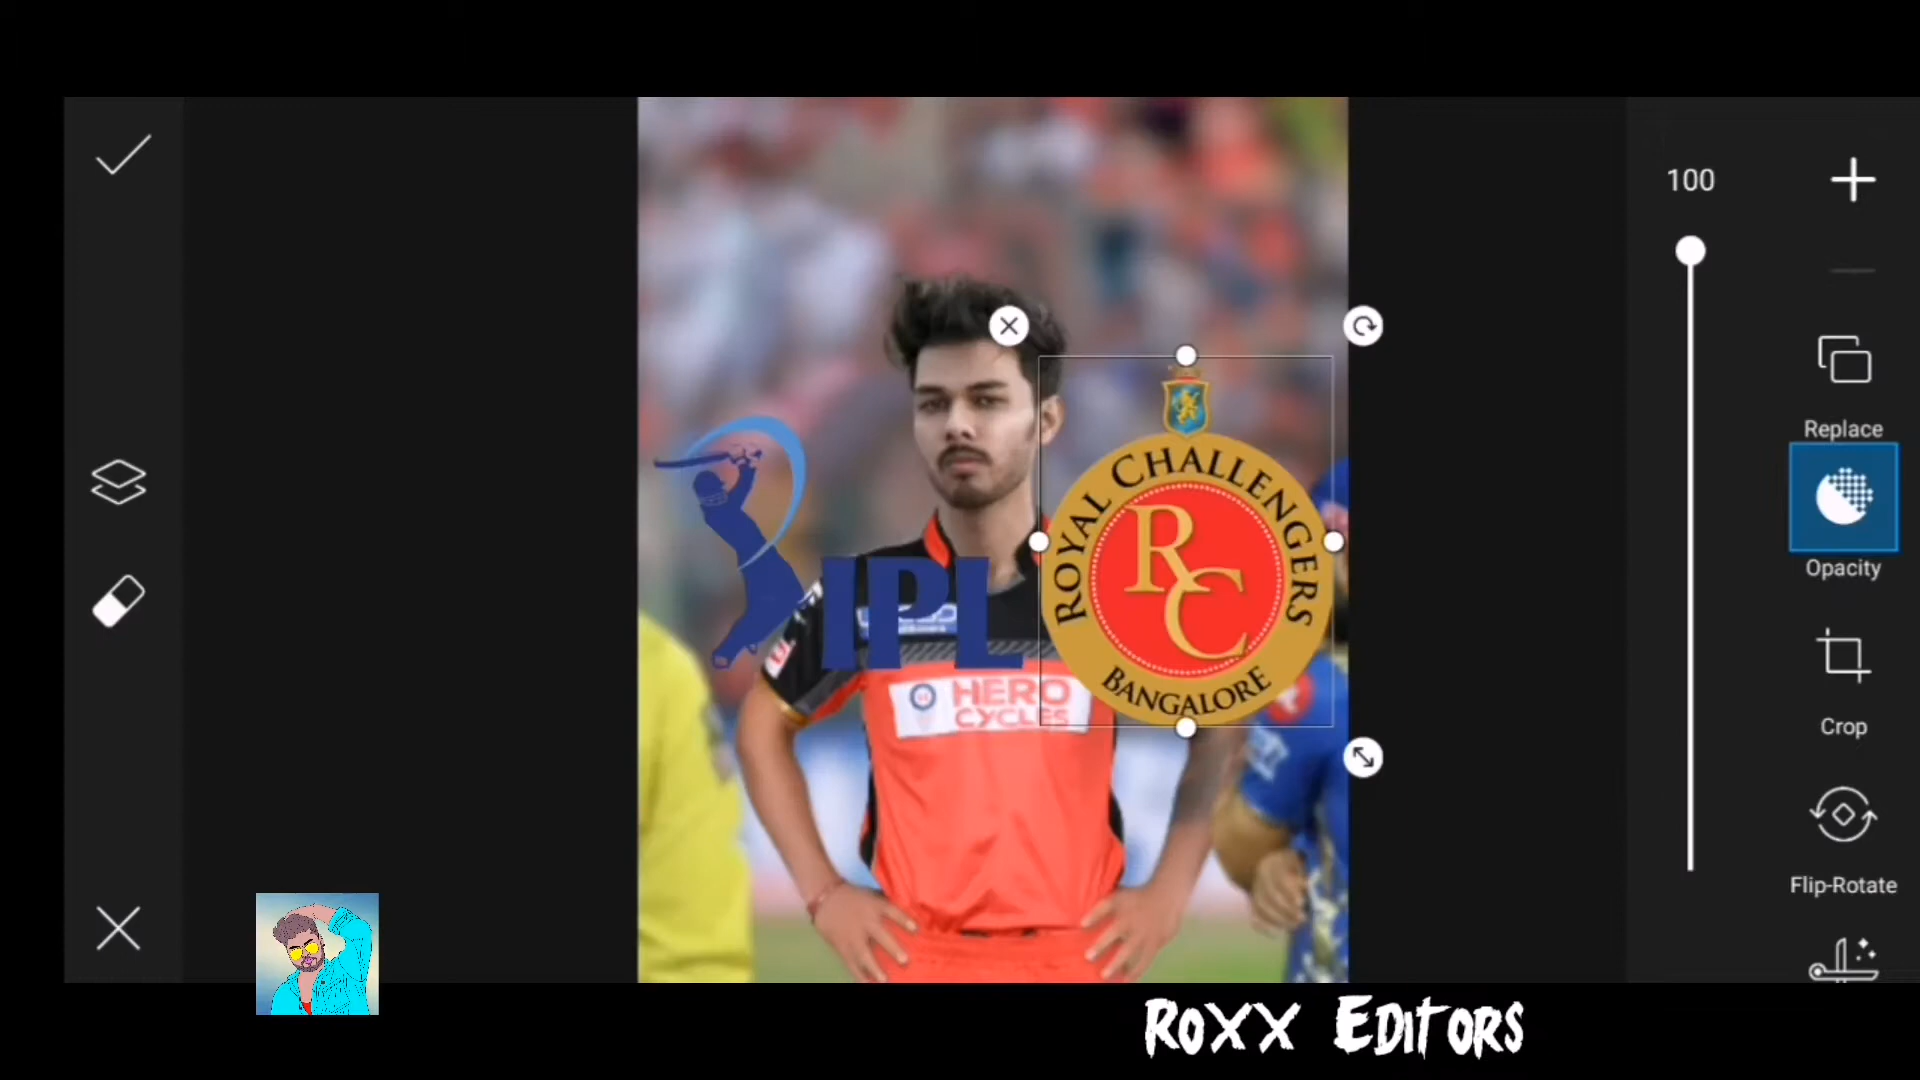 100
Replace
Opacity
Crop
Flip-Rotate
ROYAL CHALLENGERS
RC
BANGALORE
IPL
HERO
CYCLES
ROXX EDITORS